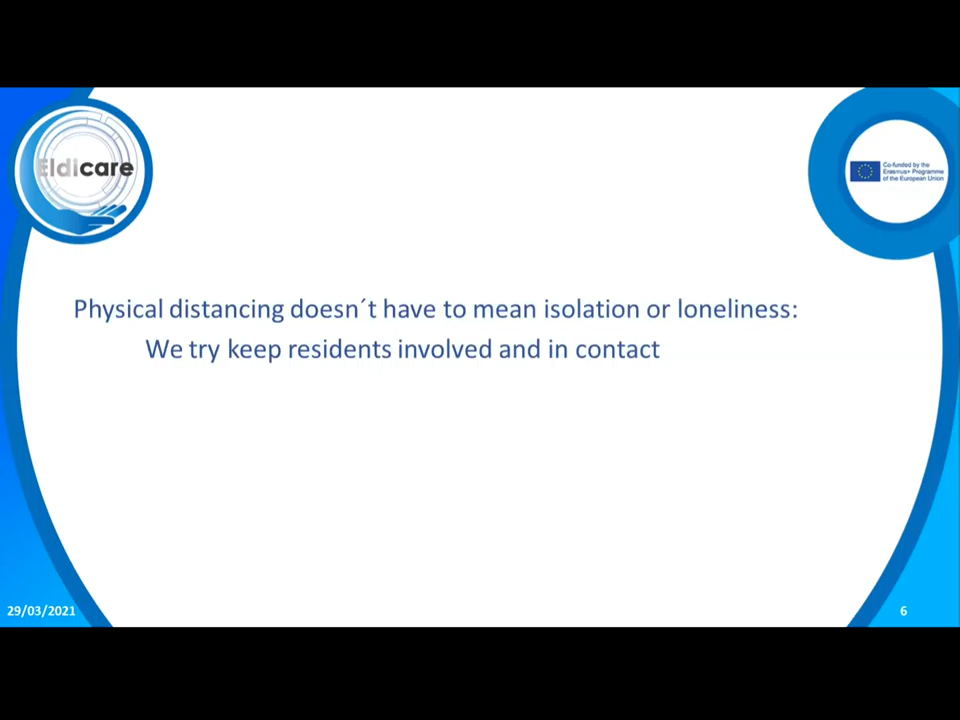 Eldicare
Co-funded by the
Erasmus+ Programme
of the European Union
Physical distancing doesn´t have to mean isolation or loneliness:
We try keep residents involved and in contact
29/03/2021
6